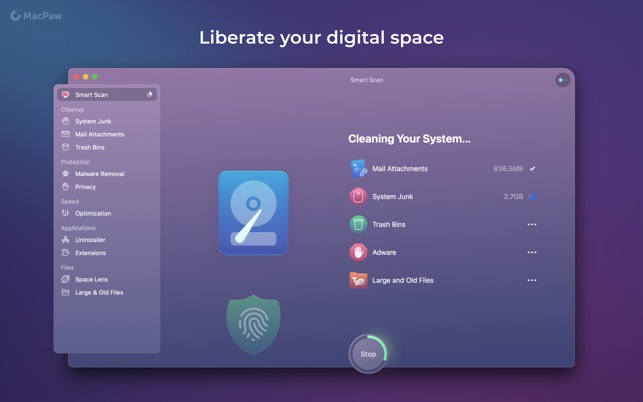 MacPaw
Liberate your digital space
Smart Scan
Smart Scan
Cleanup
System Junk
Mail Attachments
Trash Bins
Protection
Malware Removal
Privacy
Speed
Optimization
Applications
Uninstaller
Extensions
Files
Space Lens
Large & Old Files
Cleaning Your System...
Mail Attachments 836.5MB
System Junk 2.7GB
Trash Bins
Adware
Large and Old Files
Stop